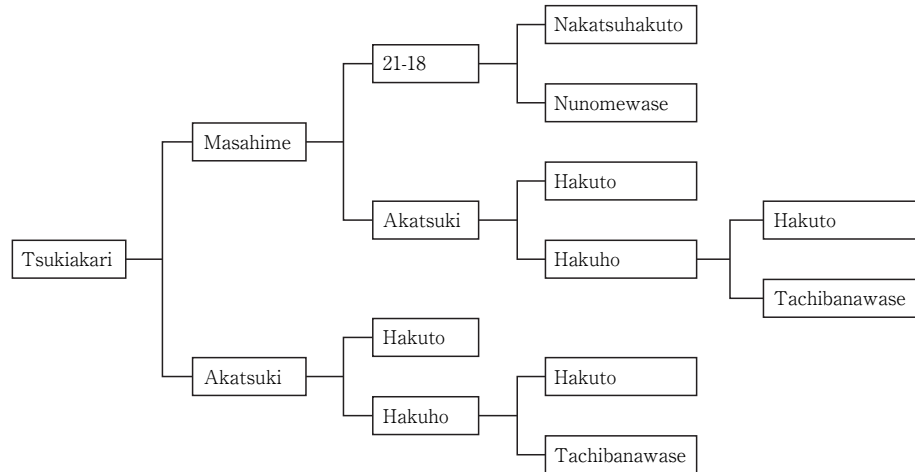 Nakatsuhakuto
21-18
Nunomewase
Masahime
Hakuto
Akatsuki
Hakuto
Hakuho
Tsukiakari
Tachibanawase
Hakuto
Akatsuki
Hakuto
Hakuho
Tachibanawase